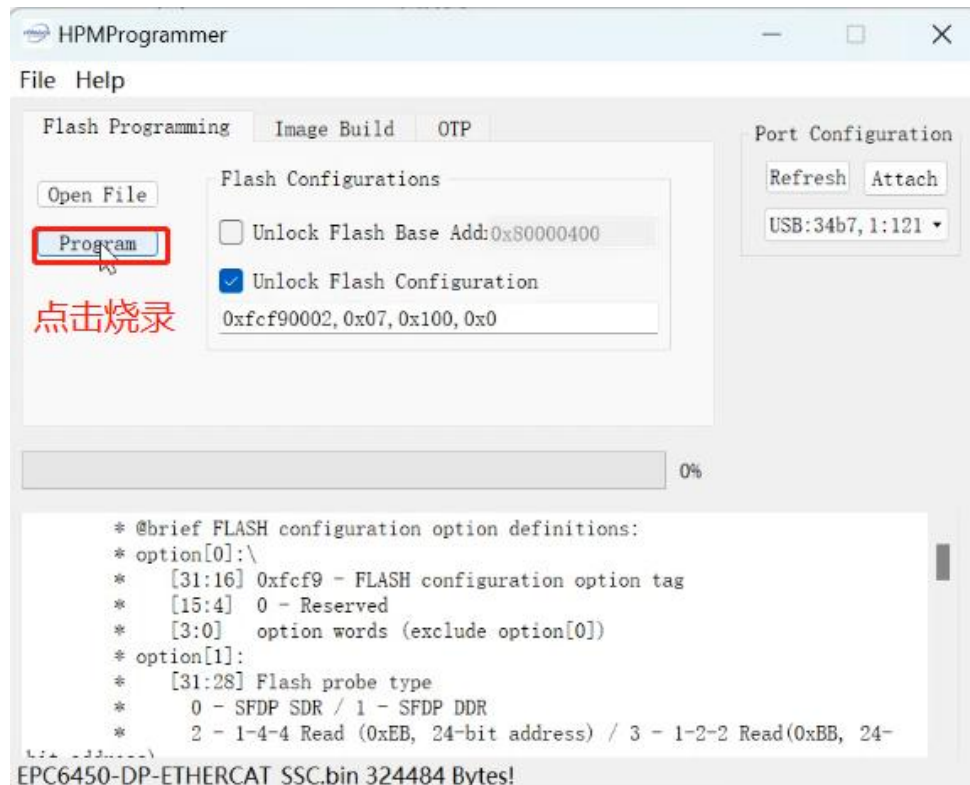 HPMProgrammer
File Help
Flash Programming Image Build OTP
Port Configuration
Open File
Flash Configurations
Refresh Attach
Program
Unlock Flash Base Add:0x80000400
USB:34b7,1:121
Unlock Flash Configuration
点击烧录
0xfcf90002,0x07,0x100,0x0
0%
* @brief FLASH configuration option definitions:
* option[0]:\
* [31:16] 0xfcf9 - FLASH configuration option tag
* [15:4] 0 - Reserved
* [3:0] option words (exclude option[0])
* option[1]:
* [31:28] Flash probe type
* 0 - SFDP SDR / 1 - SFDP DDR
* 2 - 1-4-4 Read (0xEB, 24-bit address) / 3 - 1-2-2 Read(0xBB, 24-
bit address)
EPC6450-DP-ETHERCAT_SSC.bin 324484 Bytes!